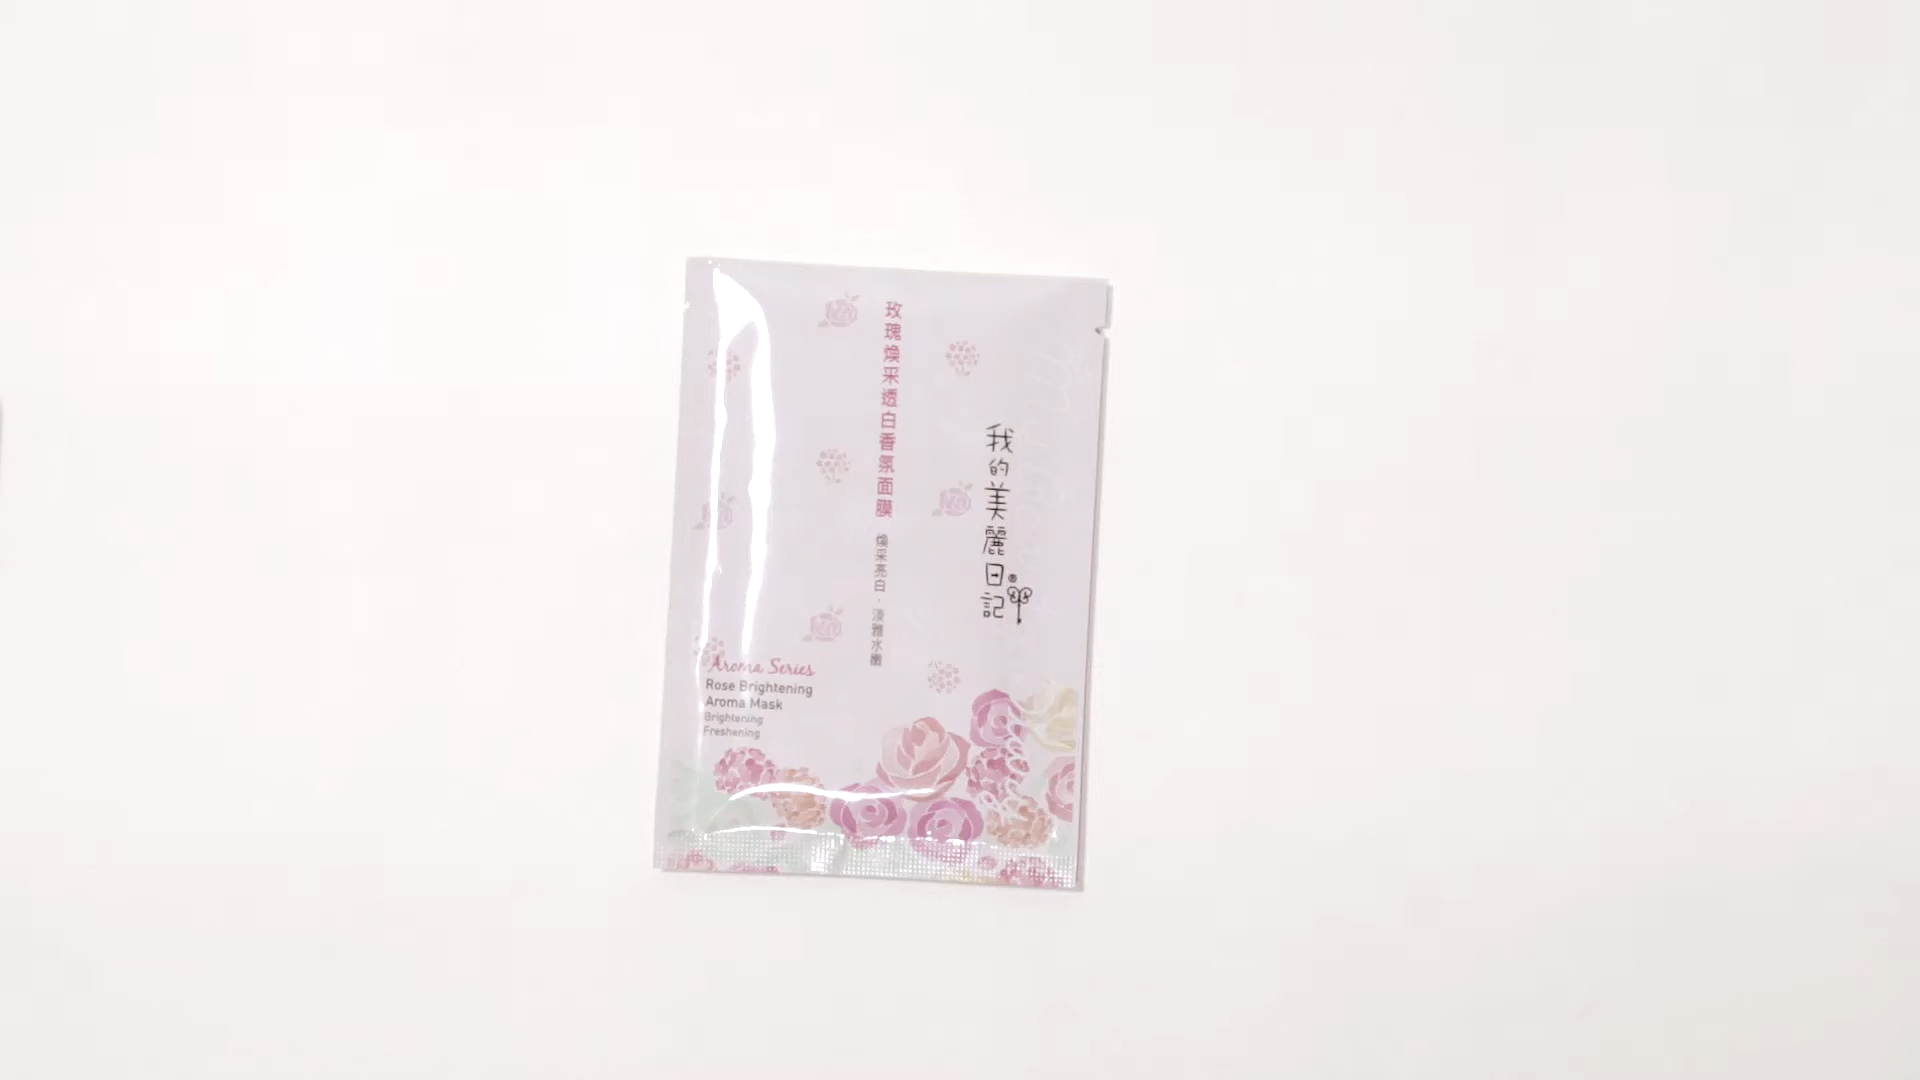 我的美麗日記®
玫瑰煥采透白香氛面膜
煥采亮白．淡雅水嫩
Aroma Series
Rose Brightening
Aroma Mask
Brightening
Freshening